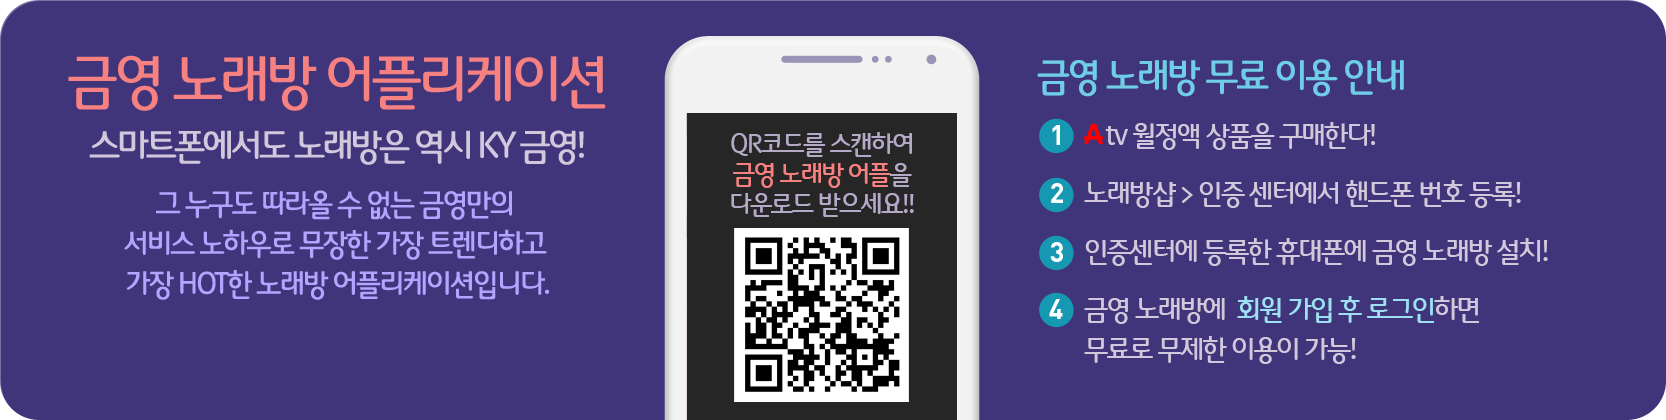 금영 노래방 어플리케이션
스마트폰에서도 노래방은 역시 KY 금영!
그 누구도 따라올 수 없는 금영만의
서비스 노하우로 무장한 가장 트렌디하고
가장 HOT한 노래방 어플리케이션입니다.
QR코드를 스캔하여
금영 노래방 어플을
다운로드 받으세요!!
금영 노래방 무료 이용 안내
1 Atv 월정액 상품을 구매한다!
2 노래방샵 > 인증 센터에서 핸드폰 번호 등록!
3 인증센터에 등록한 휴대폰에 금영 노래방 설치!
4 금영 노래방에 회원 가입 후 로그인하면
무료로 무제한 이용이 가능!